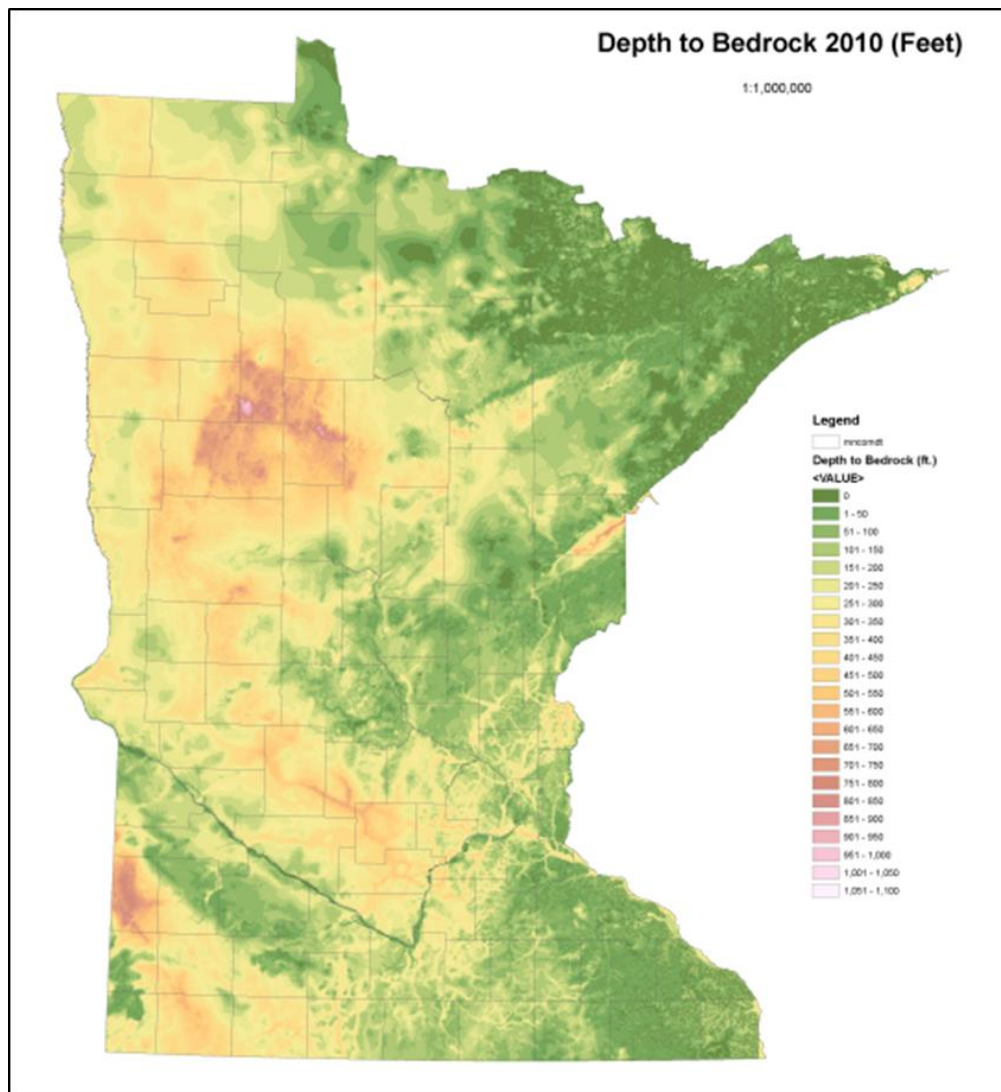 Depth to Bedrock 2010 (Feet)
1:1,000,000
Legend
Depth to Bedrock (ft.)
<VALUE>
0
1 - 50
51 - 100
101 - 150
151 - 200
201 - 250
251 - 300
301 - 350
351 - 400
401 - 450
451 - 500
501 - 550
551 - 600
601 - 650
651 - 700
701 - 750
751 - 800
801 - 850
851 - 900
901 - 950
951 - 1,000
1,001 - 1,050
1,051 - 1,100